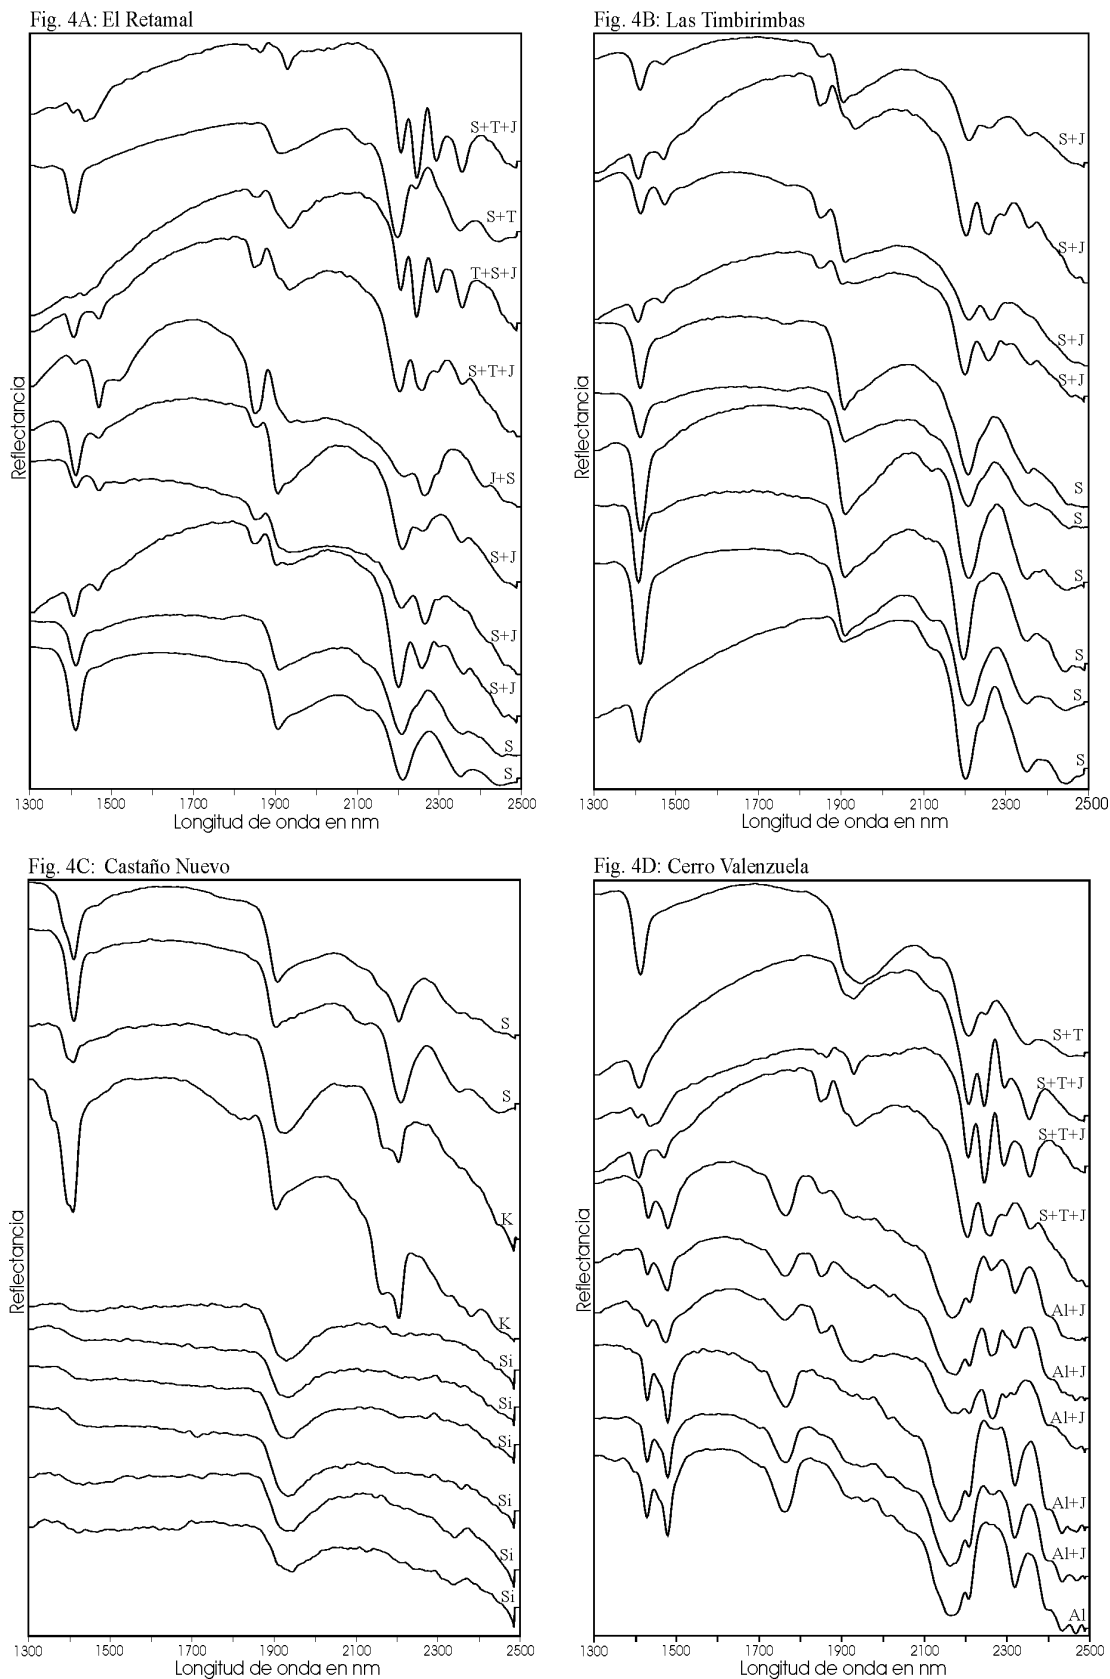 Fig. 4A: El Retamal
S+T+J
S+T
T+S+J
S+T+J
J+S
S+J
S+J
S+J
S
S
Reflectancia
1300 1500 1700 1900 2100 2300 2500
Longitud de onda en nm
Fig. 4B: Las Timbirimbas
S+J
S+J
S+J
S+J
S
S
S
S
S
S
Reflectancia
1300 1500 1700 1900 2100 2300 2500
Longitud de onda en nm
Fig. 4C: Castaño Nuevo
S
S
K
K
Si
Si
Si
Si
Si
Si
Reflectancia
1300 1500 1700 1900 2100 2300 2500
Longitud de onda en nm
Fig. 4D: Cerro Valenzuela
S+T
S+T+J
S+T+J
S+T+J
Al+J
Al+J
Al+J
Al+J
Al+J
Al
Reflectancia
1300 1500 1700 1900 2100 2300 2500
Longitud de onda en nm